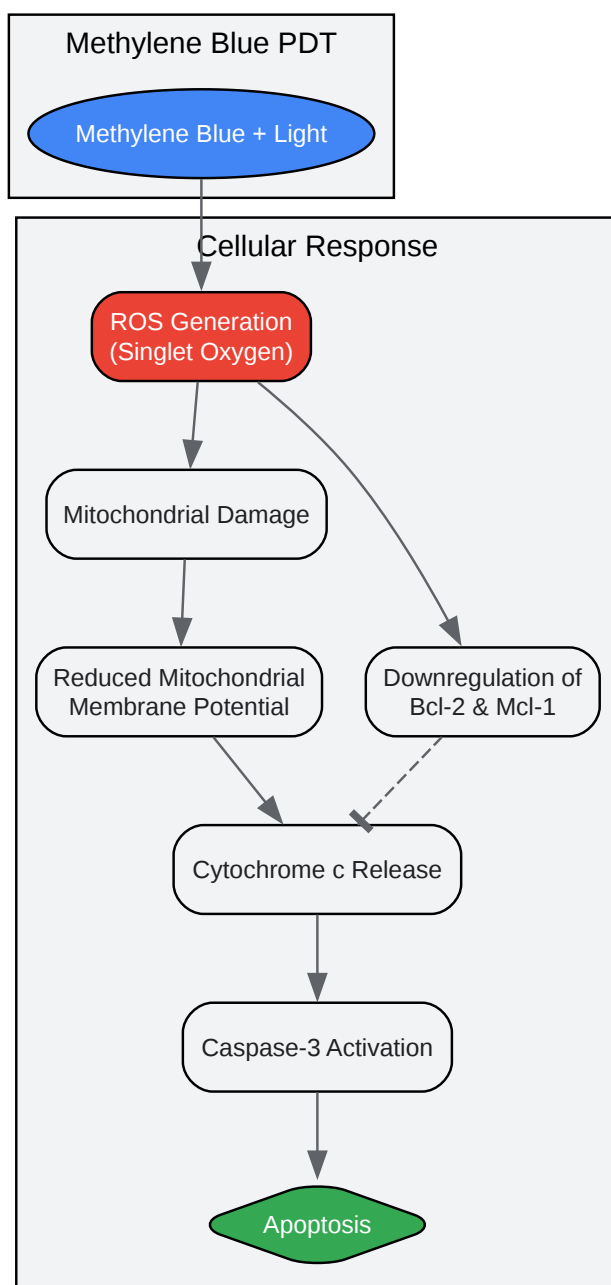 Methylene Blue PDT
Methylene Blue + Light
Cellular Response
ROS Generation
(Singlet Oxygen)
Mitochondrial Damage
Reduced Mitochondrial
Membrane Potential
Downregulation of
Bcl-2 & Mcl-1
Cytochrome c Release
Caspase-3 Activation
Apoptosis